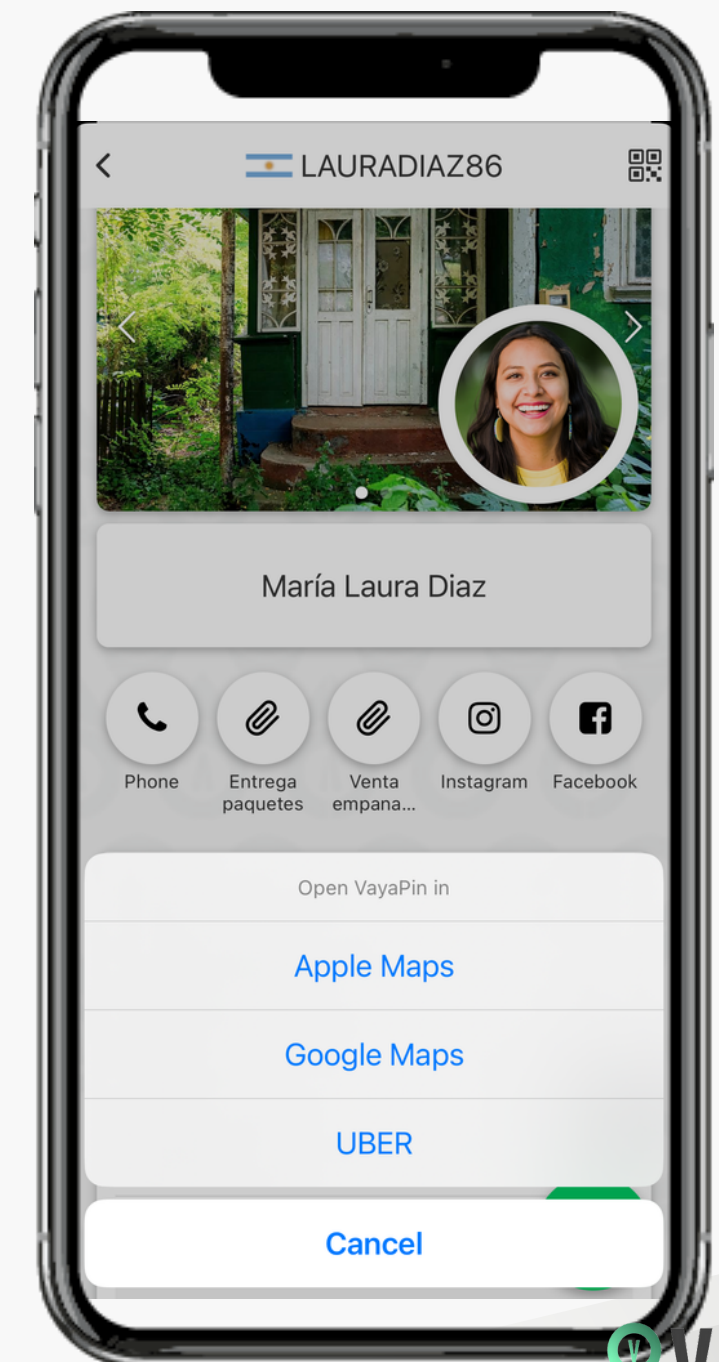 LAURADIAZ86
María Laura Diaz
Phone
Entrega
paquetes
Venta
empana...
Instagram
Facebook
Open VayaPin in
Apple Maps
Google Maps
UBER
Cancel
V